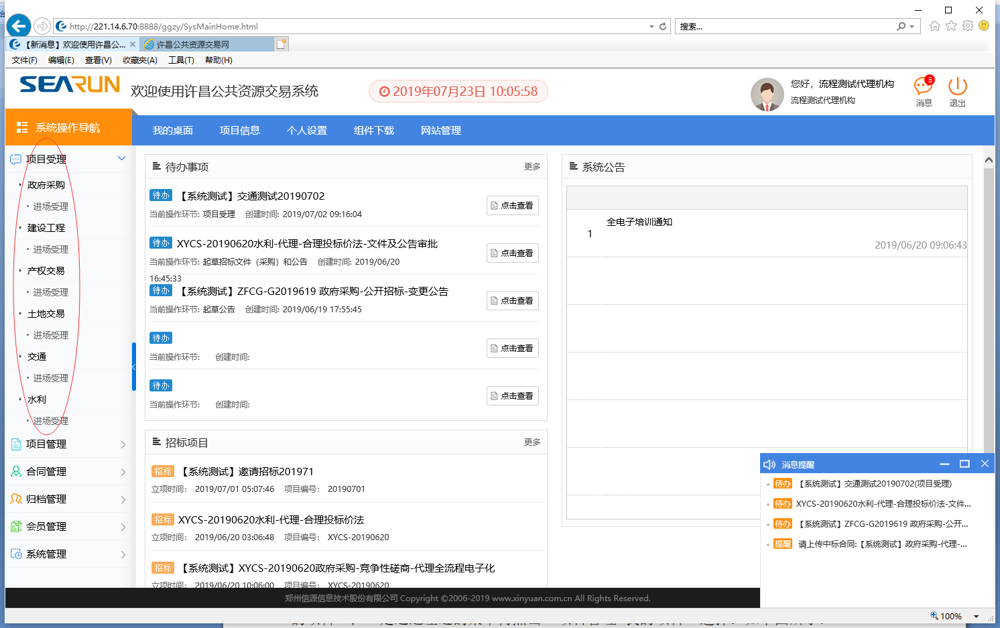 http://221.14.6.70:8888/ggzy/SysMainHome.html
搜索...
【新消息】欢迎使用许昌公...
许昌公共资源交易网
文件(F) 编辑(E) 查看(V) 收藏夹(A) 工具(T) 帮助(H)
SEARUN
欢迎使用许昌公共资源交易系统
2019年07月23日 10:05:58
您好，流程测试代理机构
流程测试代理机构
5
消息
退出
系统操作导航
我的桌面
项目信息
个人设置
组件下载
网站管理
项目受理
政府采购
进场受理
建设工程
进场受理
产权交易
进场受理
土地交易
进场受理
交通
进场受理
水利
进场受理
项目管理
合同管理
归档管理
会员管理
系统管理
待办事项
更多
待办 【系统测试】交通测试20190702
当前操作环节: 项目受理 创建时间: 2019/07/02 09:16:04
点击查看
待办 XYCS-20190620水利-代理-合理投标价法-文件及公告审批
当前操作环节: 起草招标文件（采购）和公告 创建时间: 2019/06/20
16:45:33
点击查看
待办 【系统测试】ZFCG-G2019619 政府采购-公开招标-变更公告
当前操作环节: 起草公告 创建时间: 2019/06/19 17:55:45
点击查看
待办
当前操作环节: 创建时间:
点击查看
待办
当前操作环节: 创建时间:
点击查看
招标项目
更多
招标 【系统测试】邀请招标201971
立项时间: 2019/07/01 05:07:46 项目编号: 20190701
招标 XYCS-20190620水利-代理-合理投标价法
立项时间: 2019/06/20 03:06:48 项目编号: XYCS-20190620
招标 【系统测试】XYCS-20190620政府采购-竞争性磋商-代理全流程电子化
立项时间: 2019/06/20 10:06:00 项目编号: XYCS-20190620
系统公告
1
全电子培训通知
2019/06/20 09:06:43
消息提醒
待办 【系统测试】交通测试20190702(项目受理)
待办 XYCS-20190620水利-代理-合理投标价法-文件...
待办 【系统测试】ZFCG-G2019619 政府采购-公开...
提醒 请上传中标合同:【系统测试】政府采购-代理-...
郑州信源信息技术股份有限公司 Copyright ©2006-2019 www.xinyuan.com.cn All Rights Reserved.
100%